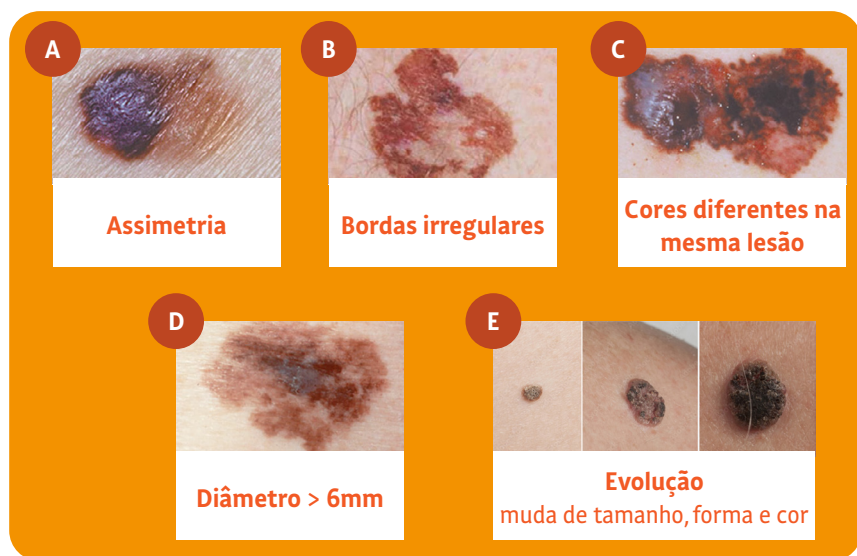 A
B
C
Assimetria
Bordas irregulares
Cores diferentes na
mesma lesão
D
E
Diâmetro > 6mm
Evolução
muda de tamanho, forma e cor